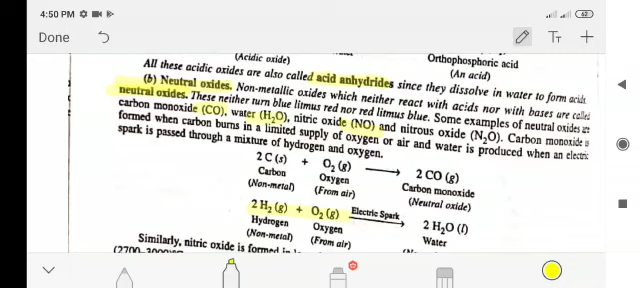 4:50 PM
62
Done
(Acidic oxide)
Orthophosphoric acid
(An acid)
All these acidic oxides are also called acid anhydrides since they dissolve in water to form acids.
(b) Neutral oxides. Non-metallic oxides which neither react with acids nor with bases are called
neutral oxides. These neither turn blue litmus red nor red litmus blue. Some examples of neutral oxides are
carbon monoxide (CO), water (H₂O), nitric oxide (NO) and nitrous oxide (N₂O). Carbon monoxide is
formed when carbon burns in a limited supply of oxygen or air and water is produced when an electric
spark is passed through a mixture of hydrogen and oxygen.
2 C (s) + O₂ (g) ⟶ 2 CO (g)
Carbon Oxygen Carbon monoxide
(Non-metal) (From air) (Neutral oxide)
2 H₂ (g) + O₂ (g) Electric Spark ⟶ 2 H₂O (l)
Hydrogen Oxygen Water
(Non-metal) (From air)
Similarly, nitric oxide is formed